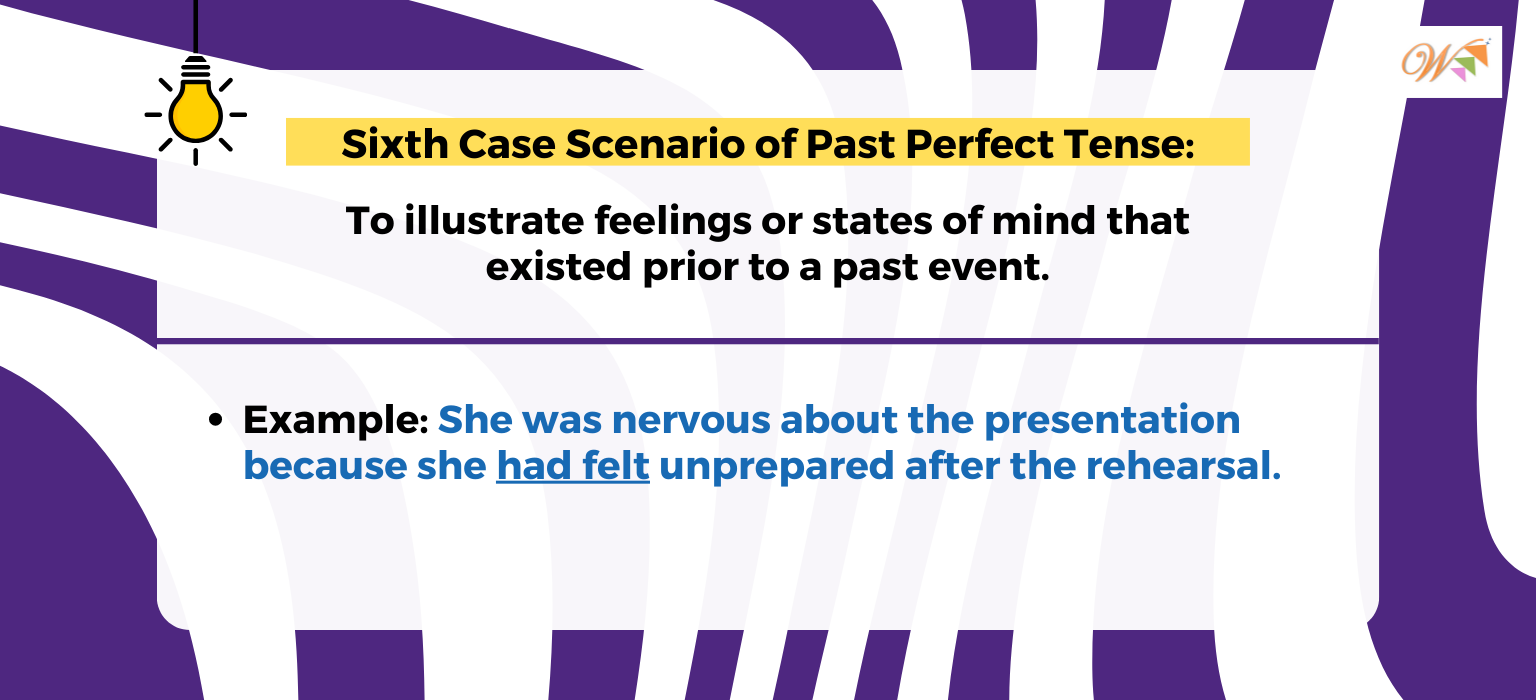 Sixth Case Scenario of Past Perfect Tense:
To illustrate feelings or states of mind that
existed prior to a past event.
• Example: She was nervous about the presentation
because she had felt unprepared after the rehearsal.
W